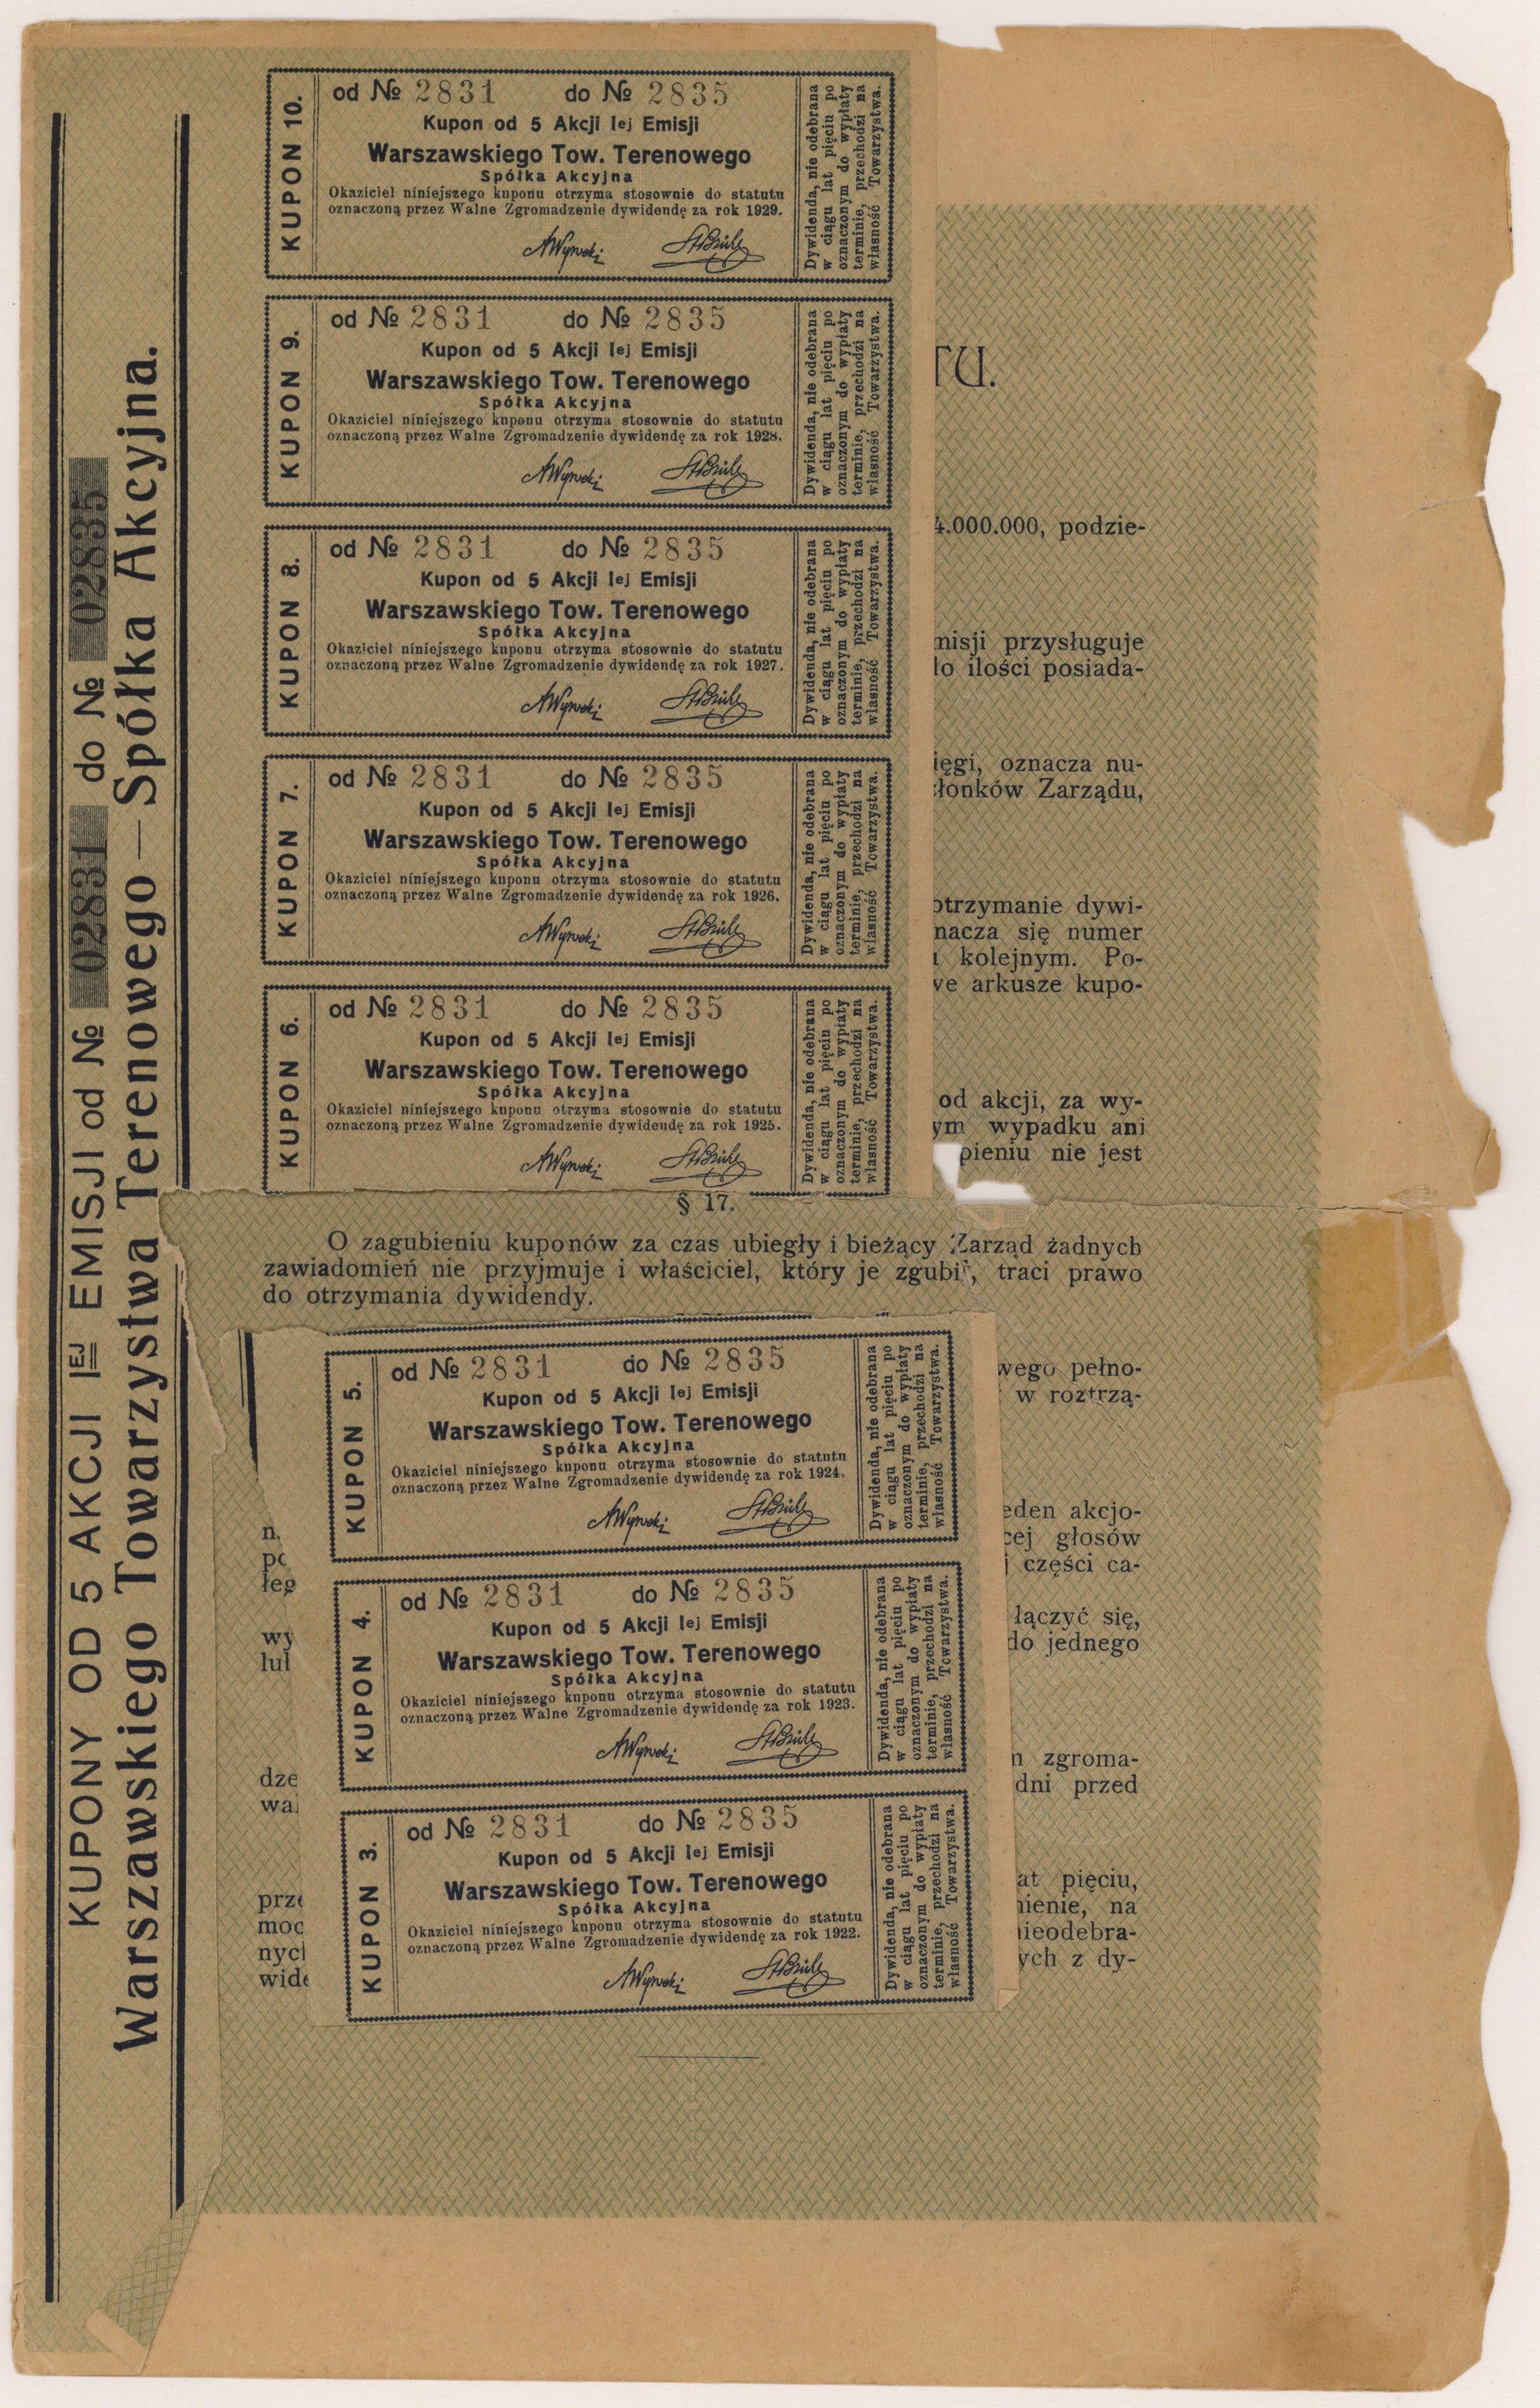 KUPONY OD 5 AKCJI IEJ EMISJI od № 02831 do № 02835
Warszawskiego Towarzystwa Terenowego — Spółka Akcyjna.
KUPON 10.
od № 2831 do № 2835
Kupon od 5 Akcji Iej Emisji
Warszawskiego Tow. Terenowego
Spółka Akcyjna
Okaziciel niniejszego kuponu otrzyma stosownie do statutu
oznaczoną przez Walne Zgromadzenie dywidendę za rok 1929.
Dywidenda, nie odebrana
w ciągu lat pięciu po
oznaczonym do wypłaty
terminie, przechodzi na
własność Towarzystwa.
KUPON 9.
od № 2831 do № 2835
Kupon od 5 Akcji Iej Emisji
Warszawskiego Tow. Terenowego
Spółka Akcyjna
Okaziciel niniejszego kuponu otrzyma stosownie do statutu
oznaczoną przez Walne Zgromadzenie dywidendę za rok 1928.
Dywidenda, nie odebrana
w ciągu lat pięciu po
oznaczonym do wypłaty
terminie, przechodzi na
własność Towarzystwa.
KUPON 8.
od № 2831 do № 2835
Kupon od 5 Akcji Iej Emisji
Warszawskiego Tow. Terenowego
Spółka Akcyjna
Okaziciel niniejszego kuponu otrzyma stosownie do statutu
oznaczoną przez Walne Zgromadzenie dywidendę za rok 1927.
Dywidenda, nie odebrana
w ciągu lat pięciu po
oznaczonym do wypłaty
terminie, przechodzi na
własność Towarzystwa.
KUPON 7.
od № 2831 do № 2835
Kupon od 5 Akcji Iej Emisji
Warszawskiego Tow. Terenowego
Spółka Akcyjna
Okaziciel niniejszego kuponu otrzyma stosownie do statutu
oznaczoną przez Walne Zgromadzenie dywidendę za rok 1926.
Dywidenda, nie odebrana
w ciągu lat pięciu po
oznaczonym do wypłaty
terminie, przechodzi na
własność Towarzystwa.
KUPON 6.
od № 2831 do № 2835
Kupon od 5 Akcji Iej Emisji
Warszawskiego Tow. Terenowego
Spółka Akcyjna
Okaziciel niniejszego kuponu otrzyma stosownie do statutu
oznaczoną przez Walne Zgromadzenie dywidendę za rok 1925.
Dywidenda, nie odebrana
w ciągu lat pięciu po
oznaczonym do wypłaty
terminie, przechodzi na
własność Towarzystwa.
TU.
4.000.000, podzie-
misji przysługuje
do ilości posiada-
ięgi, oznacza nu-
członków Zarządu,
otrzymanie dywi-
nacza się numer
kolejnym. Po-
we arkusze kupo-
od akcji, za wy-
ym wypadku ani
pieniu nie jest
§ 17.
O zagubieniu kuponów za czas ubiegły i bieżący Zarząd żadnych
zawiadomień nie przyjmuje i właściciel, który je zgubił, traci prawo
do otrzymania dywidendy.
KUPON 5.
od № 2831 do № 2835
Kupon od 5 Akcji Iej Emisji
Warszawskiego Tow. Terenowego
Spółka Akcyjna
Okaziciel niniejszego kuponu otrzyma stosownie do statutu
oznaczoną przez Walne Zgromadzenie dywidendę za rok 1924.
Dywidenda, nie odebrana
w ciągu lat pięciu po
oznaczonym do wypłaty
terminie, przechodzi na
własność Towarzystwa.
KUPON 4.
od № 2831 do № 2835
Kupon od 5 Akcji Iej Emisji
Warszawskiego Tow. Terenowego
Spółka Akcyjna
Okaziciel niniejszego kuponu otrzyma stosownie do statutu
oznaczoną przez Walne Zgromadzenie dywidendę za rok 1923.
Dywidenda, nie odebrana
w ciągu lat pięciu po
oznaczonym do wypłaty
terminie, przechodzi na
własność Towarzystwa.
KUPON 3.
od № 2831 do № 2835
Kupon od 5 Akcji Iej Emisji
Warszawskiego Tow. Terenowego
Spółka Akcyjna
Okaziciel niniejszego kuponu otrzyma stosownie do statutu
oznaczoną przez Walne Zgromadzenie dywidendę za rok 1922.
Dywidenda, nie odebrana
w ciągu lat pięciu po
oznaczonym do wypłaty
terminie, przechodzi na
własność Towarzystwa.
n.
łeg
wy
lul
dze
wal
prze
moc
nycl
wide
wego pełno-
w roztrzą-
eden akcjo-
cej głosów
części ca-
łączyć się,
do jednego
zgroma-
dni przed
at pięciu,
nienie, na
nieodebra-
ych z dy-